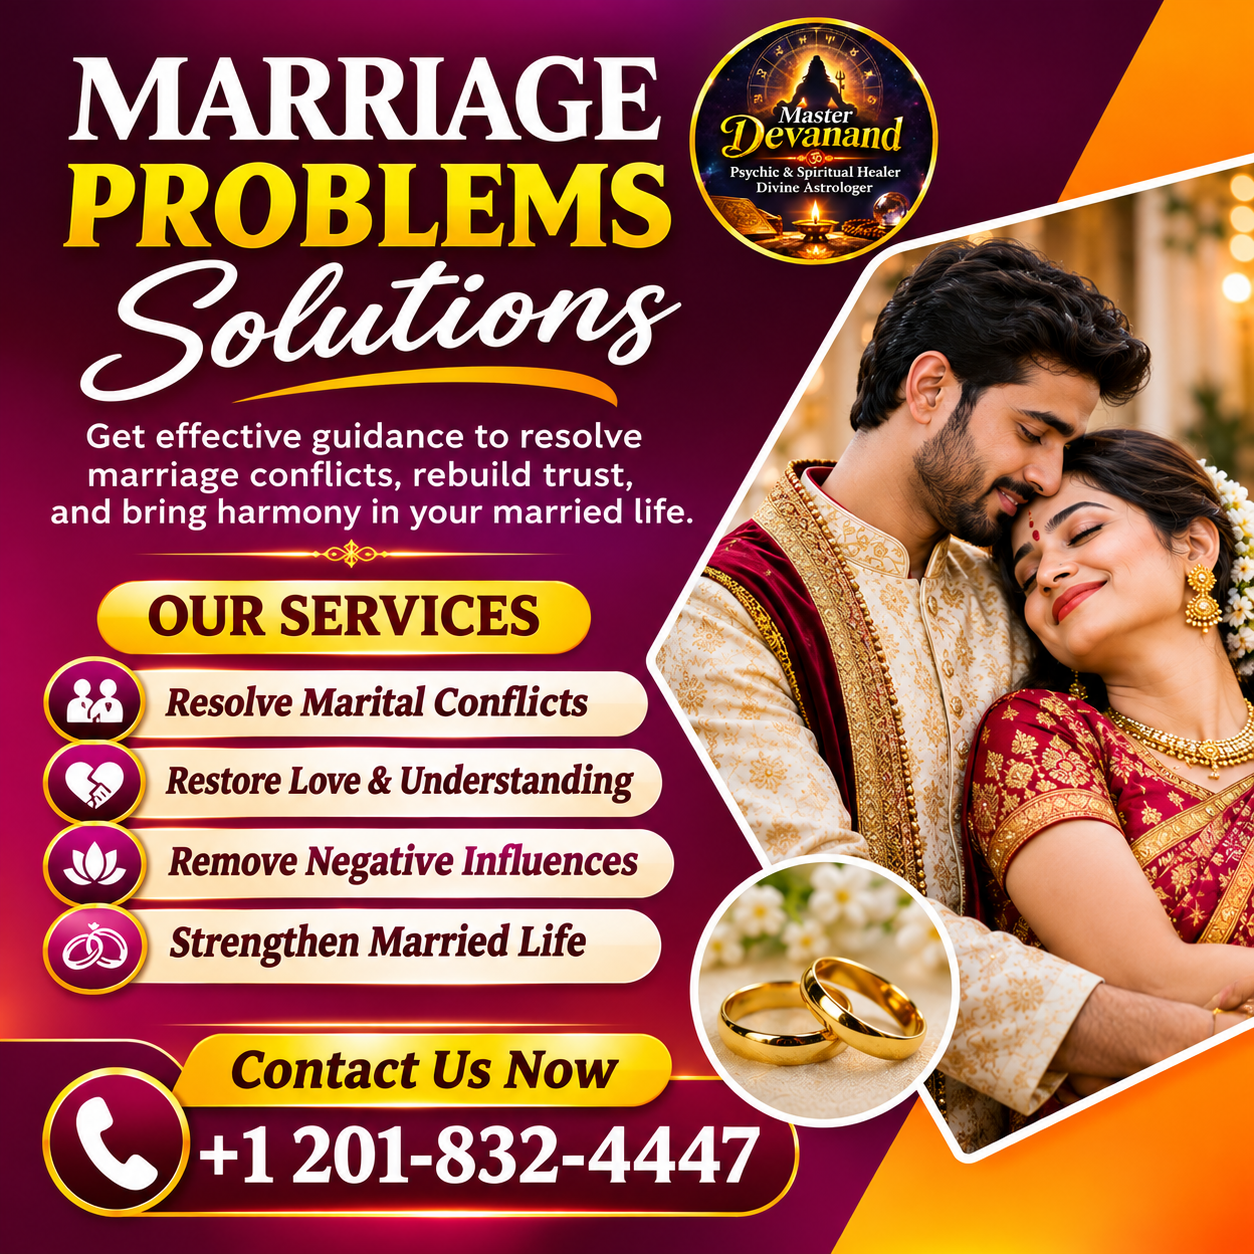 MARRIAGE
PROBLEMS
Solutions
Master
Devanand
ॐ
Psychic & Spiritual Healer
Divine Astrologer
Get effective guidance to resolve
marriage conflicts, rebuild trust,
and bring harmony in your married life.
OUR SERVICES
Resolve Marital Conflicts
Restore Love & Understanding
Remove Negative Influences
Strengthen Married Life
Contact Us Now
+1 201-832-4447